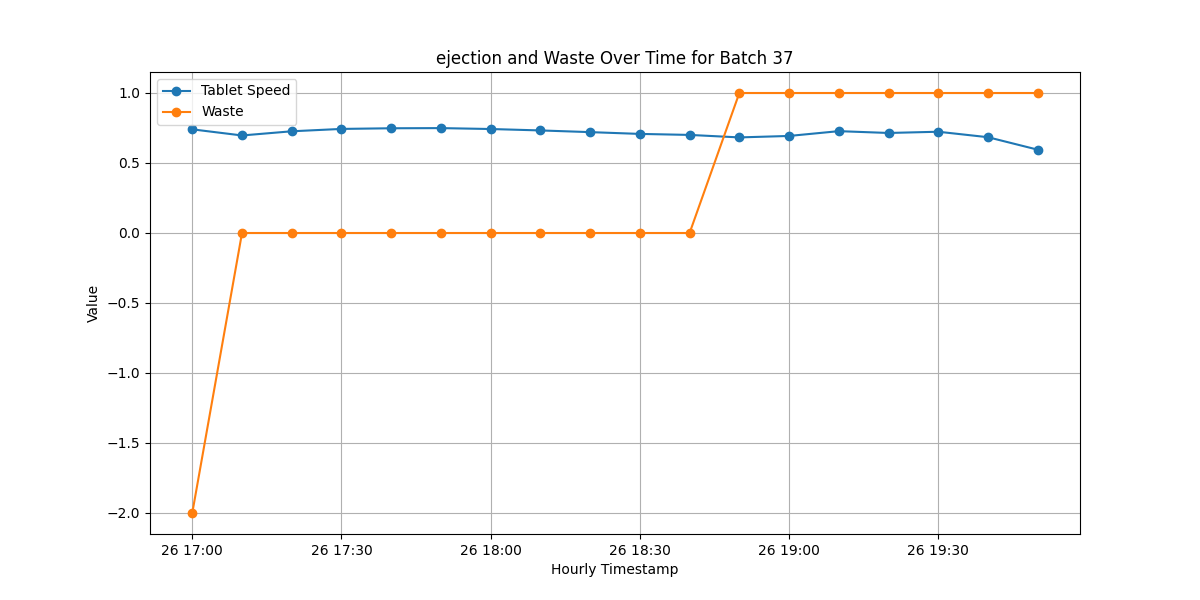 ejection and Waste Over Time for Batch 37
Tablet Speed
Waste
1.0
0.5
0.0
−0.5
−1.0
−1.5
−2.0
Value
26 17:00
26 17:30
26 18:00
26 18:30
26 19:00
26 19:30
Hourly Timestamp